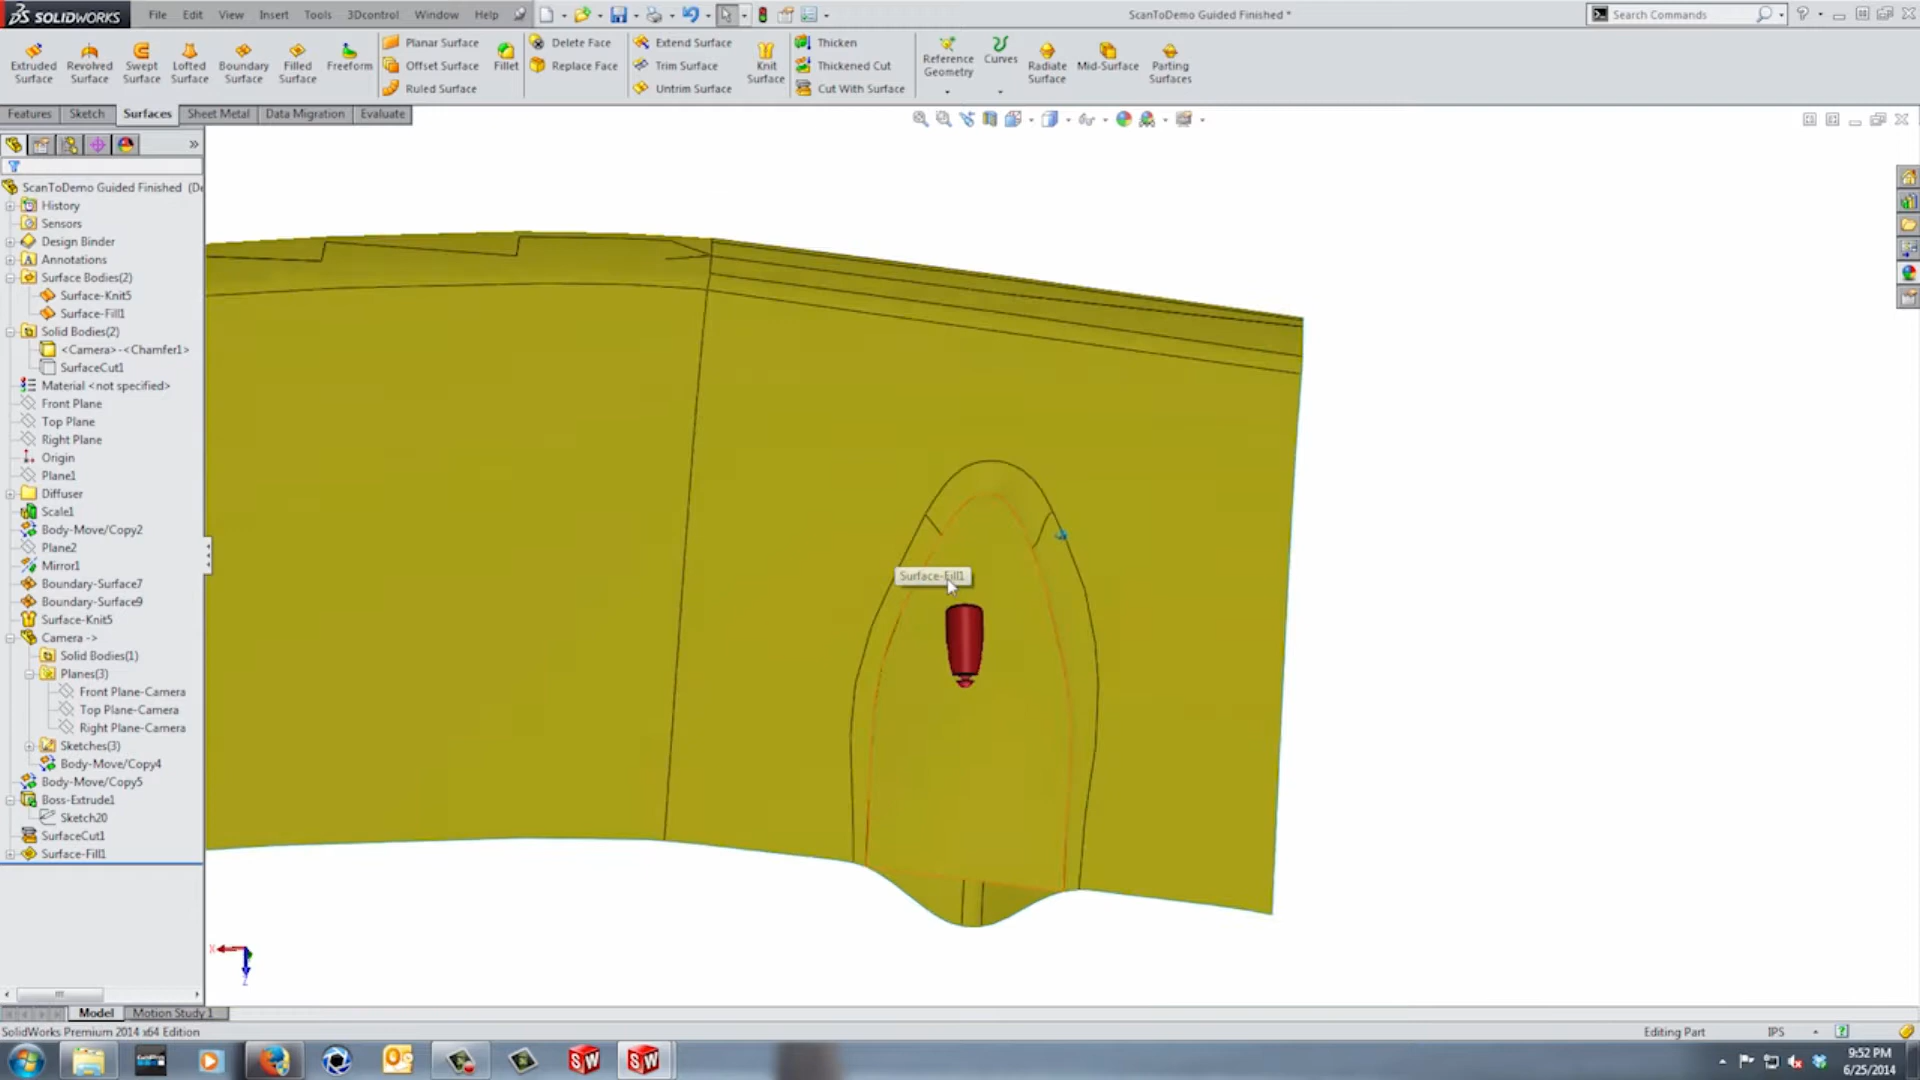 SOLIDWORKS File Edit View Insert Tools 3Dcontrol Window Help ScanToDemo Guided Finished * Search Commands
Extruded Surface
Revolved Surface
Swept Surface
Lofted Surface
Boundary Surface
Filled Surface
Freeform
Planar Surface
Offset Surface
Ruled Surface
Fillet
Delete Face
Replace Face
Extend Surface
Trim Surface
Untrim Surface
Knit Surface
Thicken
Thickened Cut
Cut With Surface
Reference Geometry
Curves
Radiate Surface
Mid-Surface
Parting Surfaces
Features Sketch Surfaces Sheet Metal Data Migration Evaluate
ScanToDemo Guided Finished (De
History
Sensors
Design Binder
Annotations
Surface Bodies(2)
Surface-Knit5
Surface-Fill1
Solid Bodies(2)
<Camera>-<Chamfer1>
SurfaceCut1
Material <not specified>
Front Plane
Top Plane
Right Plane
Origin
Plane1
Diffuser
Scale1
Body-Move/Copy2
Plane2
Mirror1
Boundary-Surface7
Boundary-Surface9
Surface-Knit5
Camera ->
Solid Bodies(1)
Planes(3)
Front Plane-Camera
Top Plane-Camera
Right Plane-Camera
Sketches(3)
Body-Move/Copy4
Body-Move/Copy5
Boss-Extrude1
Sketch20
SurfaceCut1
Surface-Fill1
Surface-Fill1
Model Motion Study 1
SolidWorks Premium 2014 x64 Edition Editing Part IPS
9:52 PM
6/25/2014